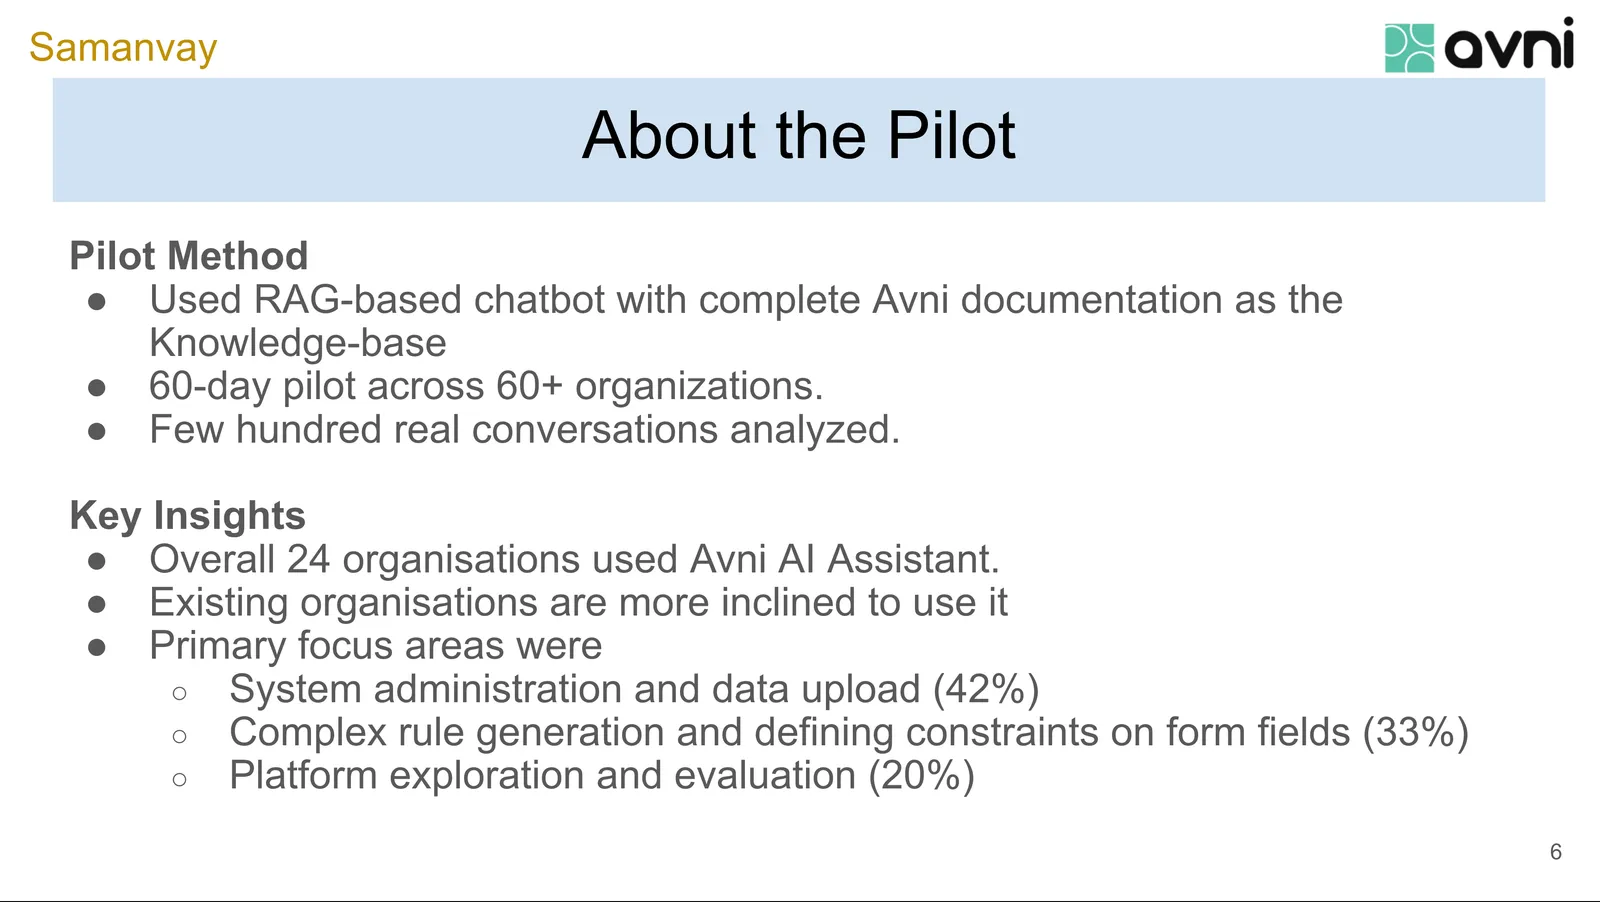 Samanvay
avni
About the Pilot
Pilot Method
● Used RAG-based chatbot with complete Avni documentation as the
Knowledge-base
● 60-day pilot across 60+ organizations.
● Few hundred real conversations analyzed.
Key Insights
● Overall 24 organisations used Avni AI Assistant.
● Existing organisations are more inclined to use it
● Primary focus areas were
○ System administration and data upload (42%)
○ Complex rule generation and defining constraints on form fields (33%)
○ Platform exploration and evaluation (20%)
6